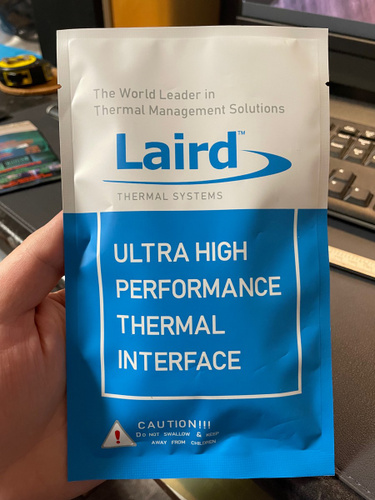 The World Leader in
Thermal Management Solutions
Laird™
THERMAL SYSTEMS
ULTRA HIGH
PERFORMANCE
THERMAL
INTERFACE
CAUTION!!!
DO NOT SWALLOW & KEEP
AWAY FROM CHILDREN